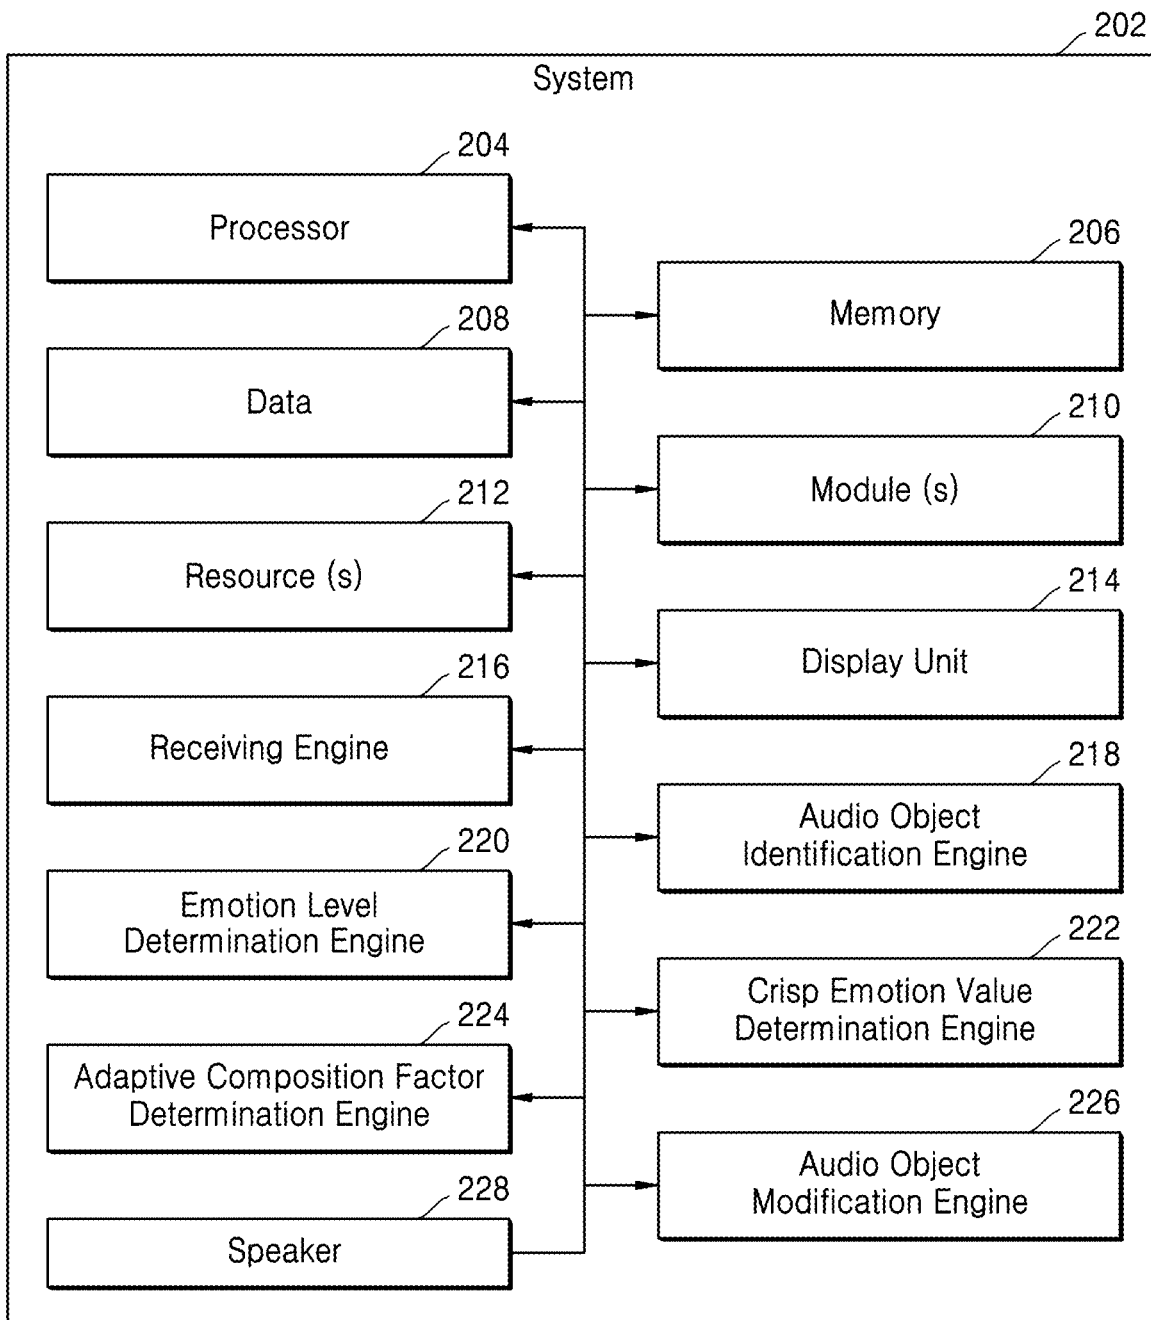 202
System
204
Processor
206
Memory
208
Data
210
Module (s)
212
Resource (s)
214
Display Unit
216
Receiving Engine
218
Audio Object
Identification Engine
220
Emotion Level
Determination Engine
222
Crisp Emotion Value
Determination Engine
224
Adaptive Composition Factor
Determination Engine
226
Audio Object
Modification Engine
228
Speaker